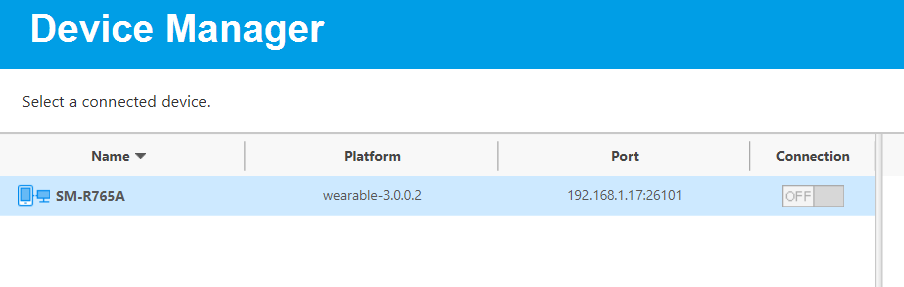 Device Manager
Select a connected device.
Name Platform Port Connection
SM-R765A wearable-3.0.0.2 192.168.1.17:26101 OFF